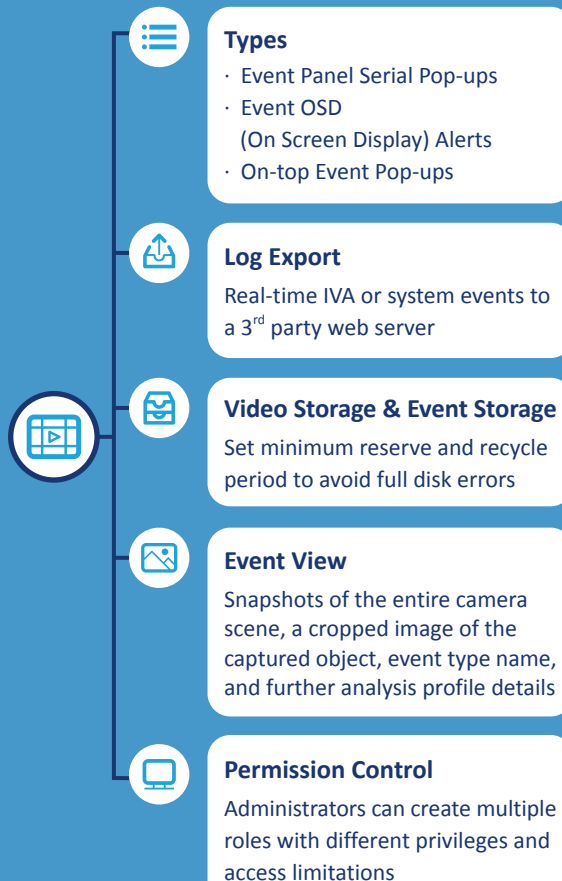 Types
· Event Panel Serial Pop-ups
· Event OSD
(On Screen Display) Alerts
· On-top Event Pop-ups
Log Export
Real-time IVA or system events to
a 3rd party web server
Video Storage & Event Storage
Set minimum reserve and recycle
period to avoid full disk errors
Event View
Snapshots of the entire camera
scene, a cropped image of the
captured object, event type name,
and further analysis profile details
Permission Control
Administrators can create multiple
roles with different privileges and
access limitations